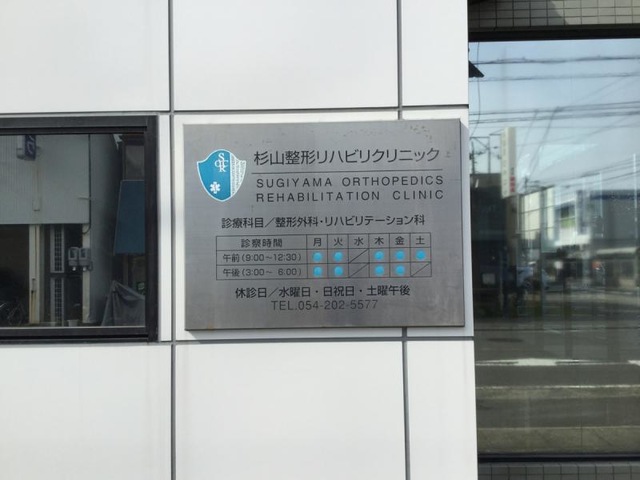 杉山整形リハビリクリニック
SUGIYAMA ORTHOPEDICS
REHABILITATION CLINIC
診療科目／整形外科・リハビリテーション科
診察時間 月 火 水 木 金 土
午前(9:00～12:30) ● ● ／ ● ● ●
午後(3:00～ 6:00) ● ● ／ ● ● ／
休診日／水曜日・日祝日・土曜午後
TEL.054-202-5577